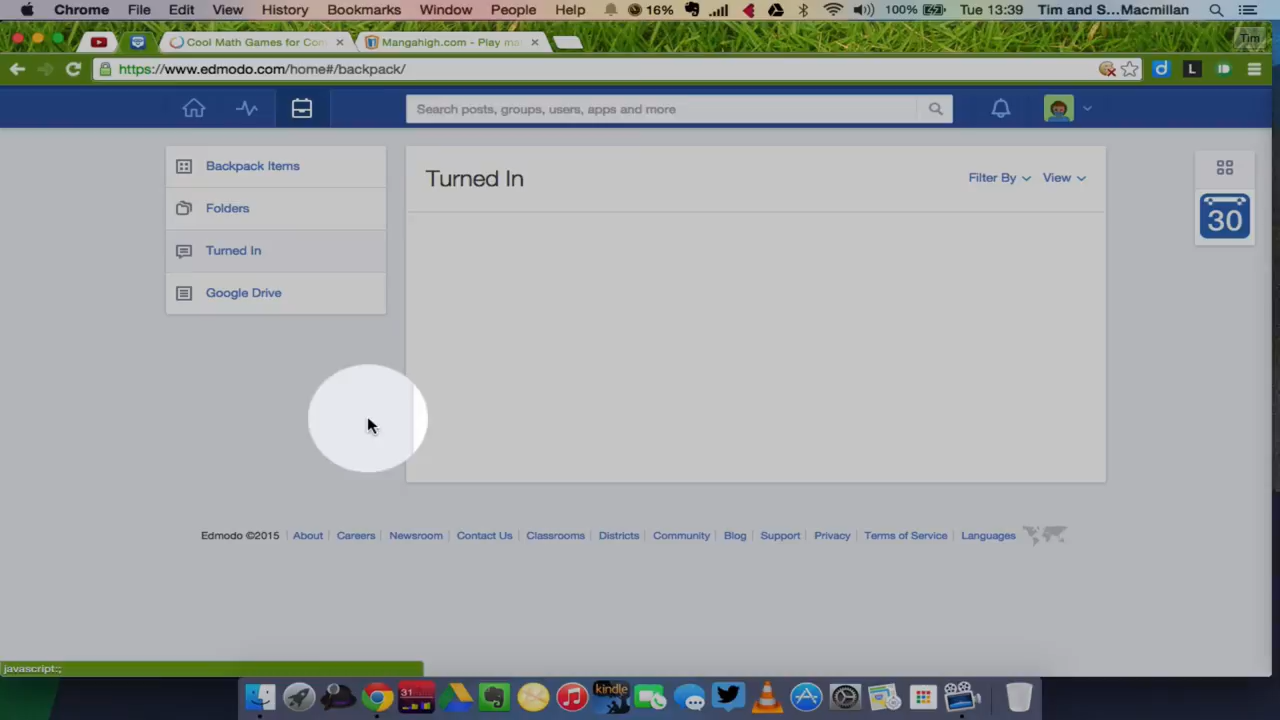 Chrome File Edit View History Bookmarks Window People Help 16% 100% Tue 13:39 Tim and S...Macmillan
Cool Math Games for Com Mangahigh.com - Play ma Tim
https://www.edmodo.com/home#/backpack/ d L
Search posts, groups, users, apps and more
Backpack Items
Turned In
Filter By View
Folders
30
Turned In
Google Drive
Edmodo ©2015 About Careers Newsroom Contact Us Classrooms Districts Community Blog Support Privacy Terms of Service Languages
javascript:;
31
kindle